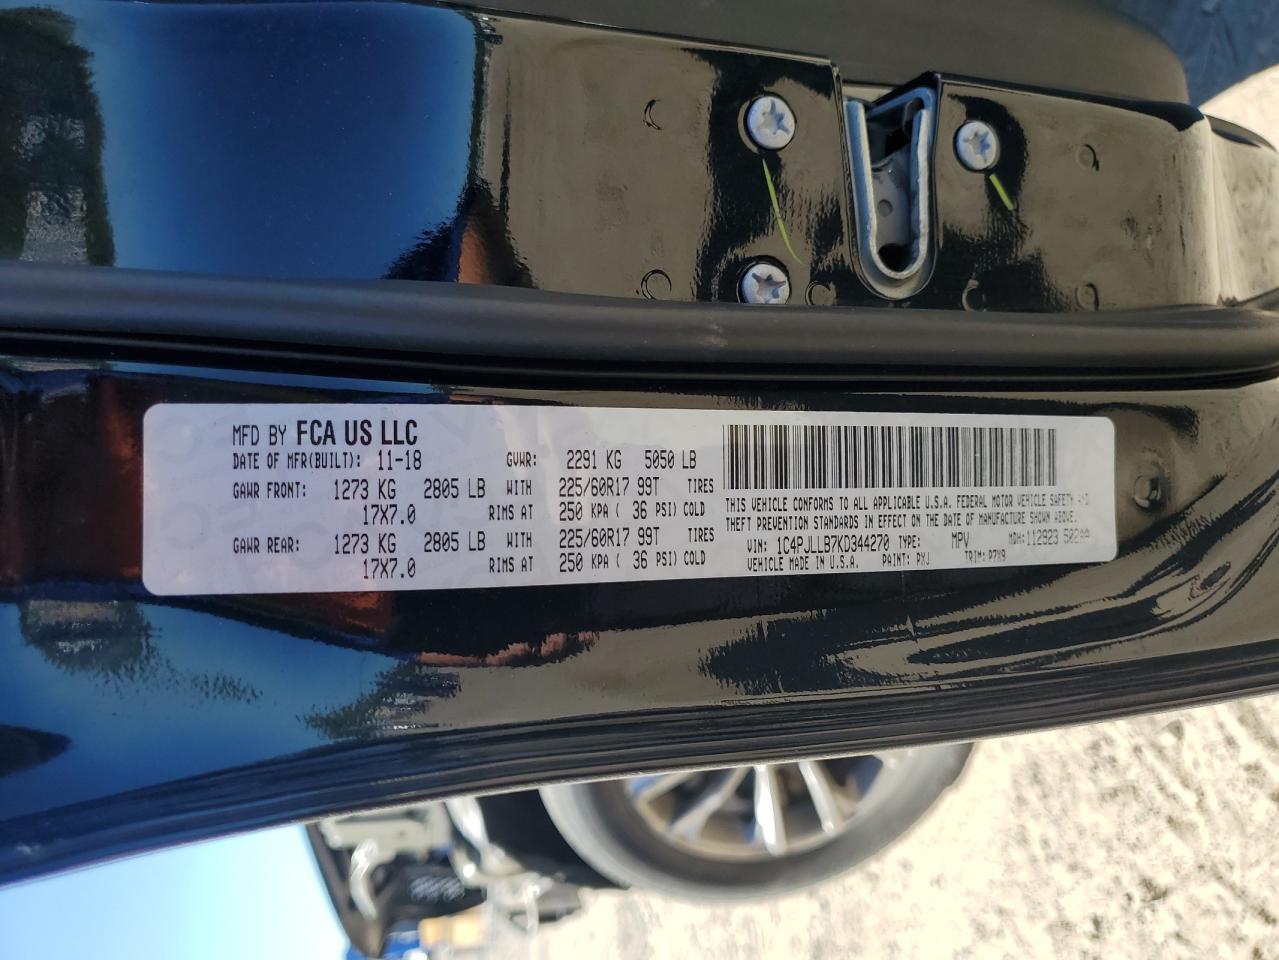 MFD BY FCA US LLC
DATE OF MFR(BUILT): 11-18 GVWR: 2291 KG 5050 LB
GAWR FRONT: 1273 KG 2805 LB WITH 225/60R17 99T TIRES
17X7.0 RIMS AT 250 KPA ( 36 PSI) COLD
GAWR REAR: 1273 KG 2805 LB WITH 225/60R17 99T TIRES
17X7.0 RIMS AT 250 KPA ( 36 PSI) COLD
THIS VEHICLE CONFORMS TO ALL APPLICABLE U.S.A. FEDERAL MOTOR VEHICLE SAFETY AND
THEFT PREVENTION STANDARDS IN EFFECT ON THE DATE OF MANUFACTURE SHOWN ABOVE.
VIN: 1C4PJLLB7KD344270 TYPE: MPV MDH: 112923
VEHICLE MADE IN U.S.A. PAINT: PXJ TRIM: P7X9